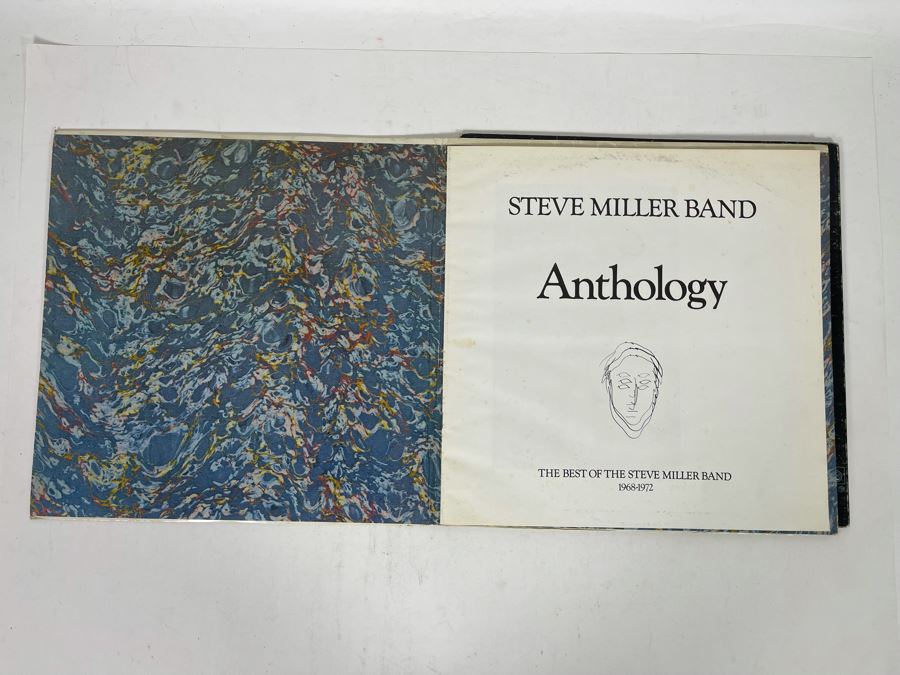 STEVE MILLER BAND
Anthology
THE BEST OF THE STEVE MILLER BAND
1968-1972